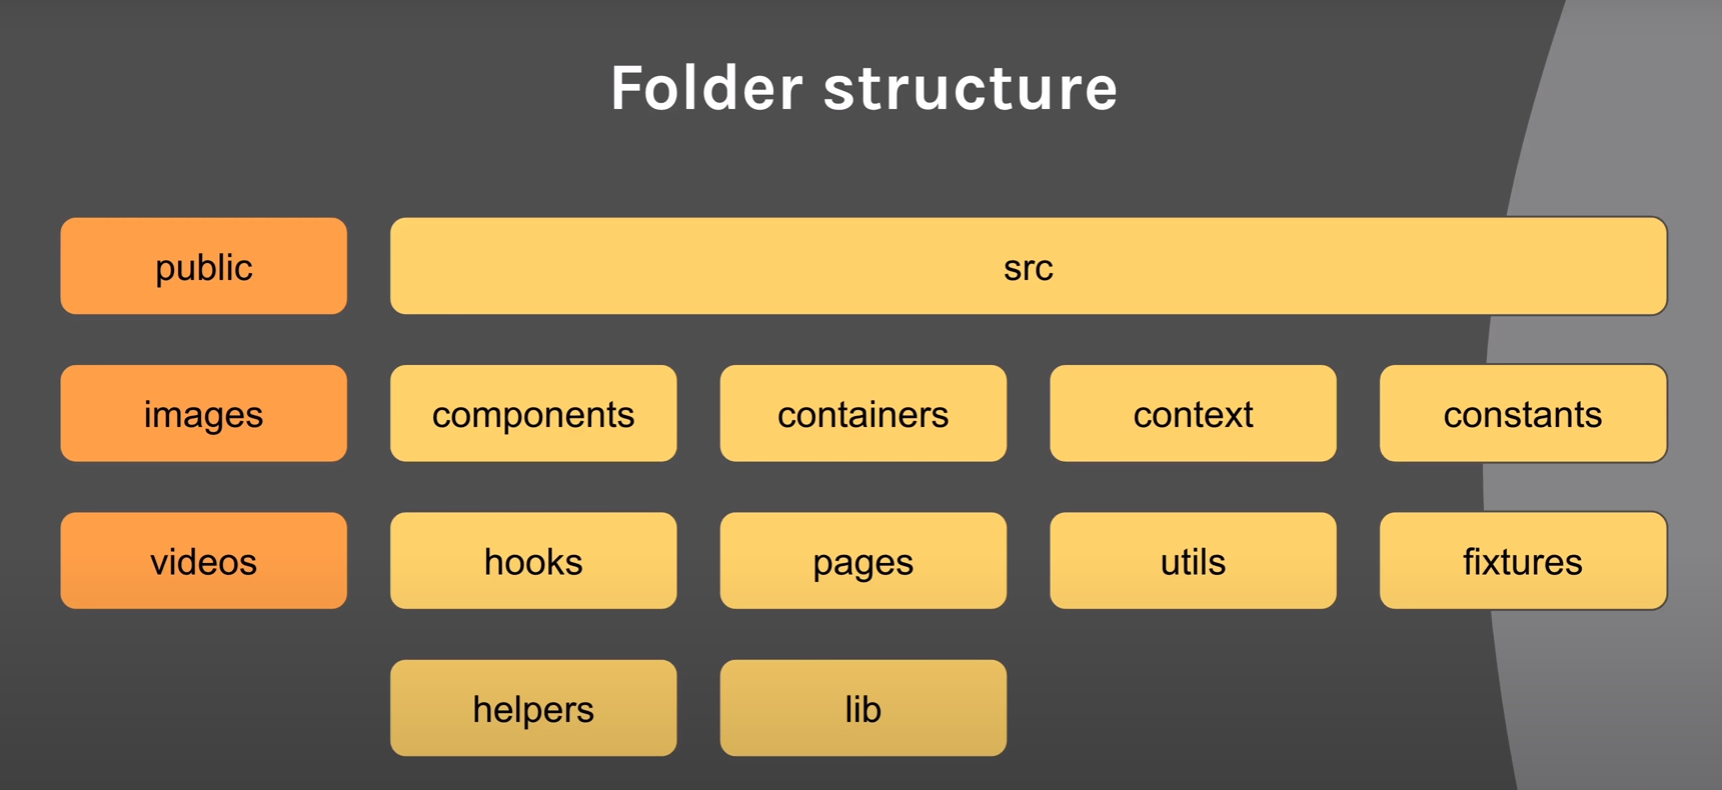 Folder structure
public
src
images
components
containers
context
constants
videos
hooks
pages
utils
fixtures
helpers
lib